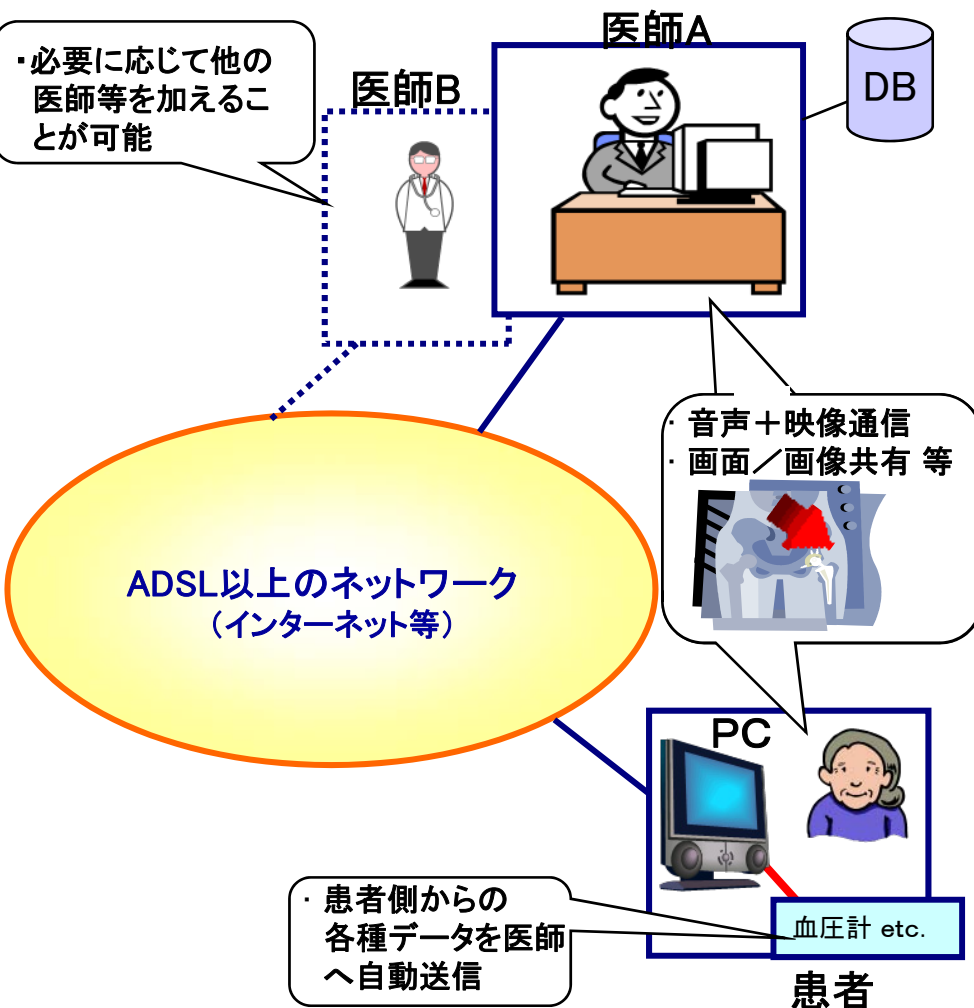 医師A
・必要に応じて他の
医師等を加えるこ
とが可能
医師B
DB
・音声＋映像通信
・画面／画像共有 等
ADSL以上のネットワーク
（インターネット等）
PC
・患者側からの
各種データを医師
へ自動送信
血圧計 etc.
患者